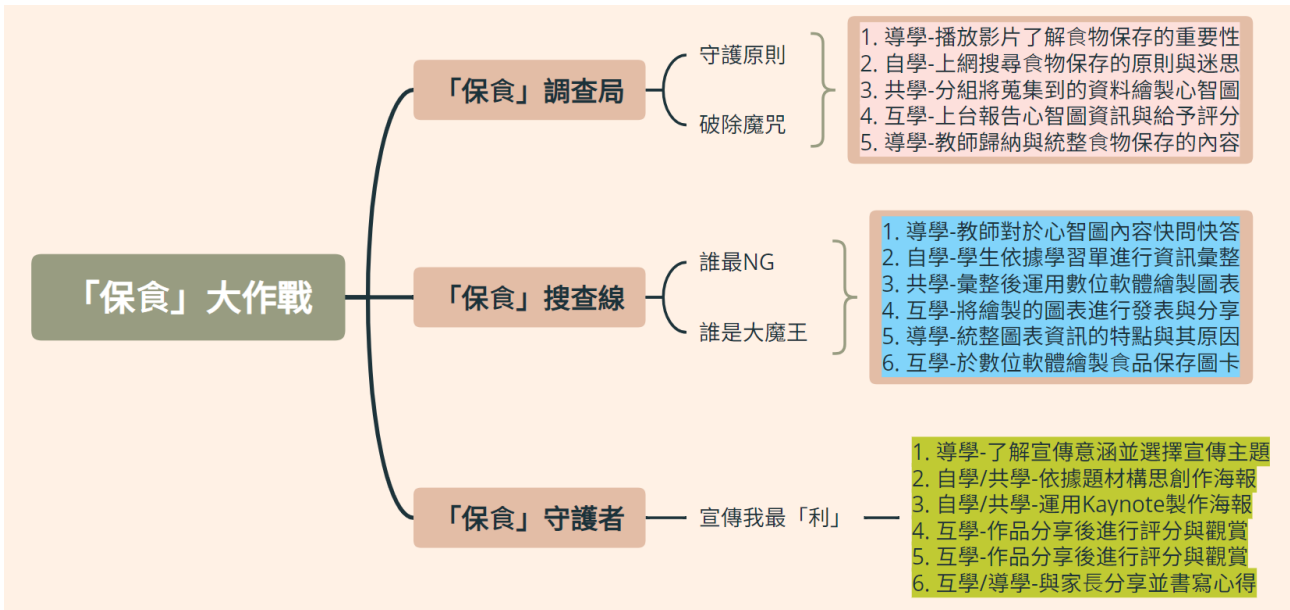 「保食」大作戰
「保食」調查局
守護原則
破除魔咒
1. 導學-播放影片了解食物保存的重要性
2. 自學-上網搜尋食物保存的原則與迷思
3. 共學-分組將蒐集到的資料繪製心智圖
4. 互學-上台報告心智圖資訊與給予評分
5. 導學-教師歸納與統整食物保存的內容
「保食」搜查線
誰最NG
誰是大魔王
1. 導學-教師對於心智圖內容快問快答
2. 自學-學生依據學習單進行資訊彙整
3. 共學-彙整後運用數位軟體繪製圖表
4. 互學-將繪製的圖表進行發表與分享
5. 導學-統整圖表資訊的特點與其原因
6. 互學-於數位軟體繪製食品保存圖卡
「保食」守護者
宣傳我最「利」
1. 導學-了解宣傳意涵並選擇宣傳主題
2. 自學/共學-依據題材構思創作海報
3. 自學/共學-運用Kaynote製作海報
4. 互學-作品分享後進行評分與觀賞
5. 互學-作品分享後進行評分與觀賞
6. 互學/導學-與家長分享並書寫心得